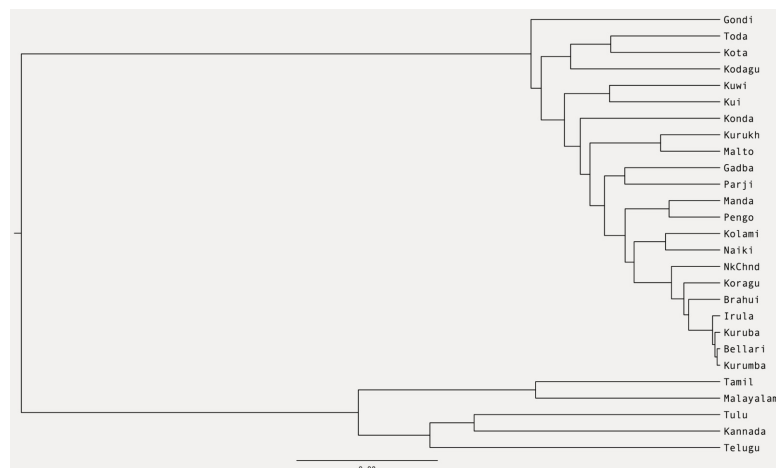 Gondi
Toda
Kota
Kodagu
Kuwi
Kui
Konda
Kurukh
Malto
Gadba
Parji
Manda
Pengo
Kolami
Naiki
NkChnd
Koragu
Brahui
Irula
Kuruba
Bellari
Kurumba
Tamil
Malayalam
Tulu
Kannada
Telugu